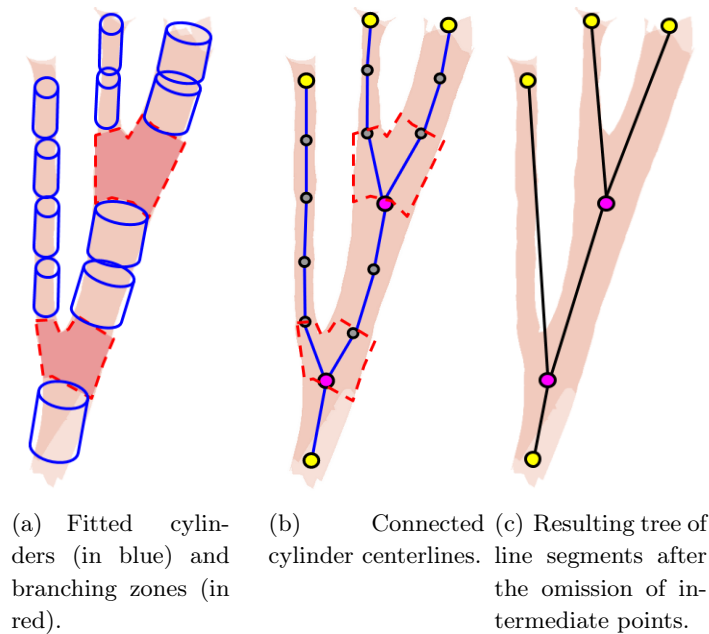 (a) Fitted cylin-
ders (in blue) and
branching zones (in
red).
(b) Connected
cylinder centerlines.
(c) Resulting tree of
line segments after
the omission of in-
termediate points.